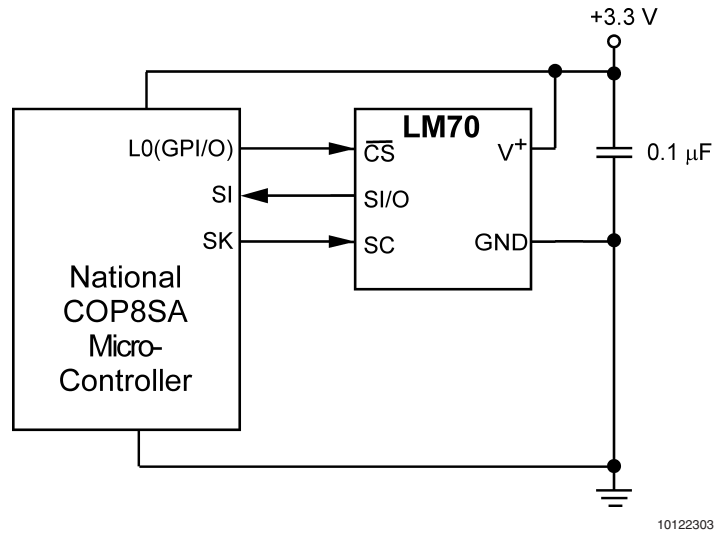 +3.3 V
LM70
L0(GPI/O)
CS
V+
0.1 µF
SI
SI/O
SK
SC
GND
National
COP8SA
Micro-
Controller
10122303